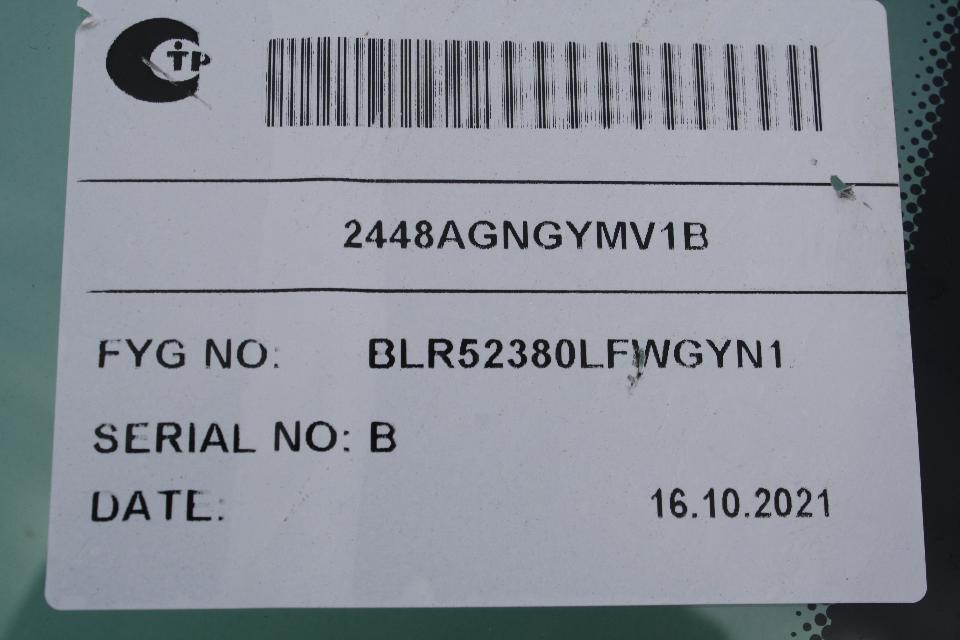 2448AGNGYMV1B
FYG NO: BLR52380LFWGYN1
SERIAL NO: B
DATE: 16.10.2021